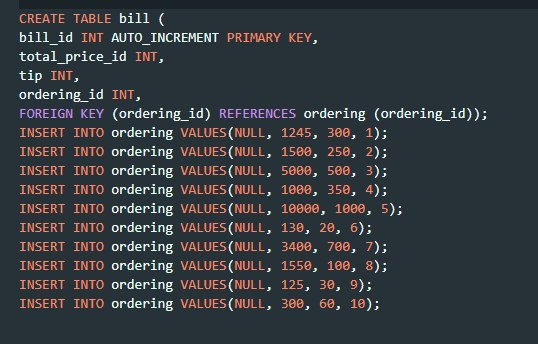 CREATE TABLE bill (
bill_id INT AUTO_INCREMENT PRIMARY KEY,
total_price_id INT,
tip INT,
ordering_id INT,
FOREIGN KEY (ordering_id) REFERENCES ordering (ordering_id));
INSERT INTO ordering VALUES(NULL, 1245, 300, 1);
INSERT INTO ordering VALUES(NULL, 1500, 250, 2);
INSERT INTO ordering VALUES(NULL, 5000, 500, 3);
INSERT INTO ordering VALUES(NULL, 1000, 350, 4);
INSERT INTO ordering VALUES(NULL, 10000, 1000, 5);
INSERT INTO ordering VALUES(NULL, 130, 20, 6);
INSERT INTO ordering VALUES(NULL, 3400, 700, 7);
INSERT INTO ordering VALUES(NULL, 1550, 100, 8);
INSERT INTO ordering VALUES(NULL, 125, 30, 9);
INSERT INTO ordering VALUES(NULL, 300, 60, 10);